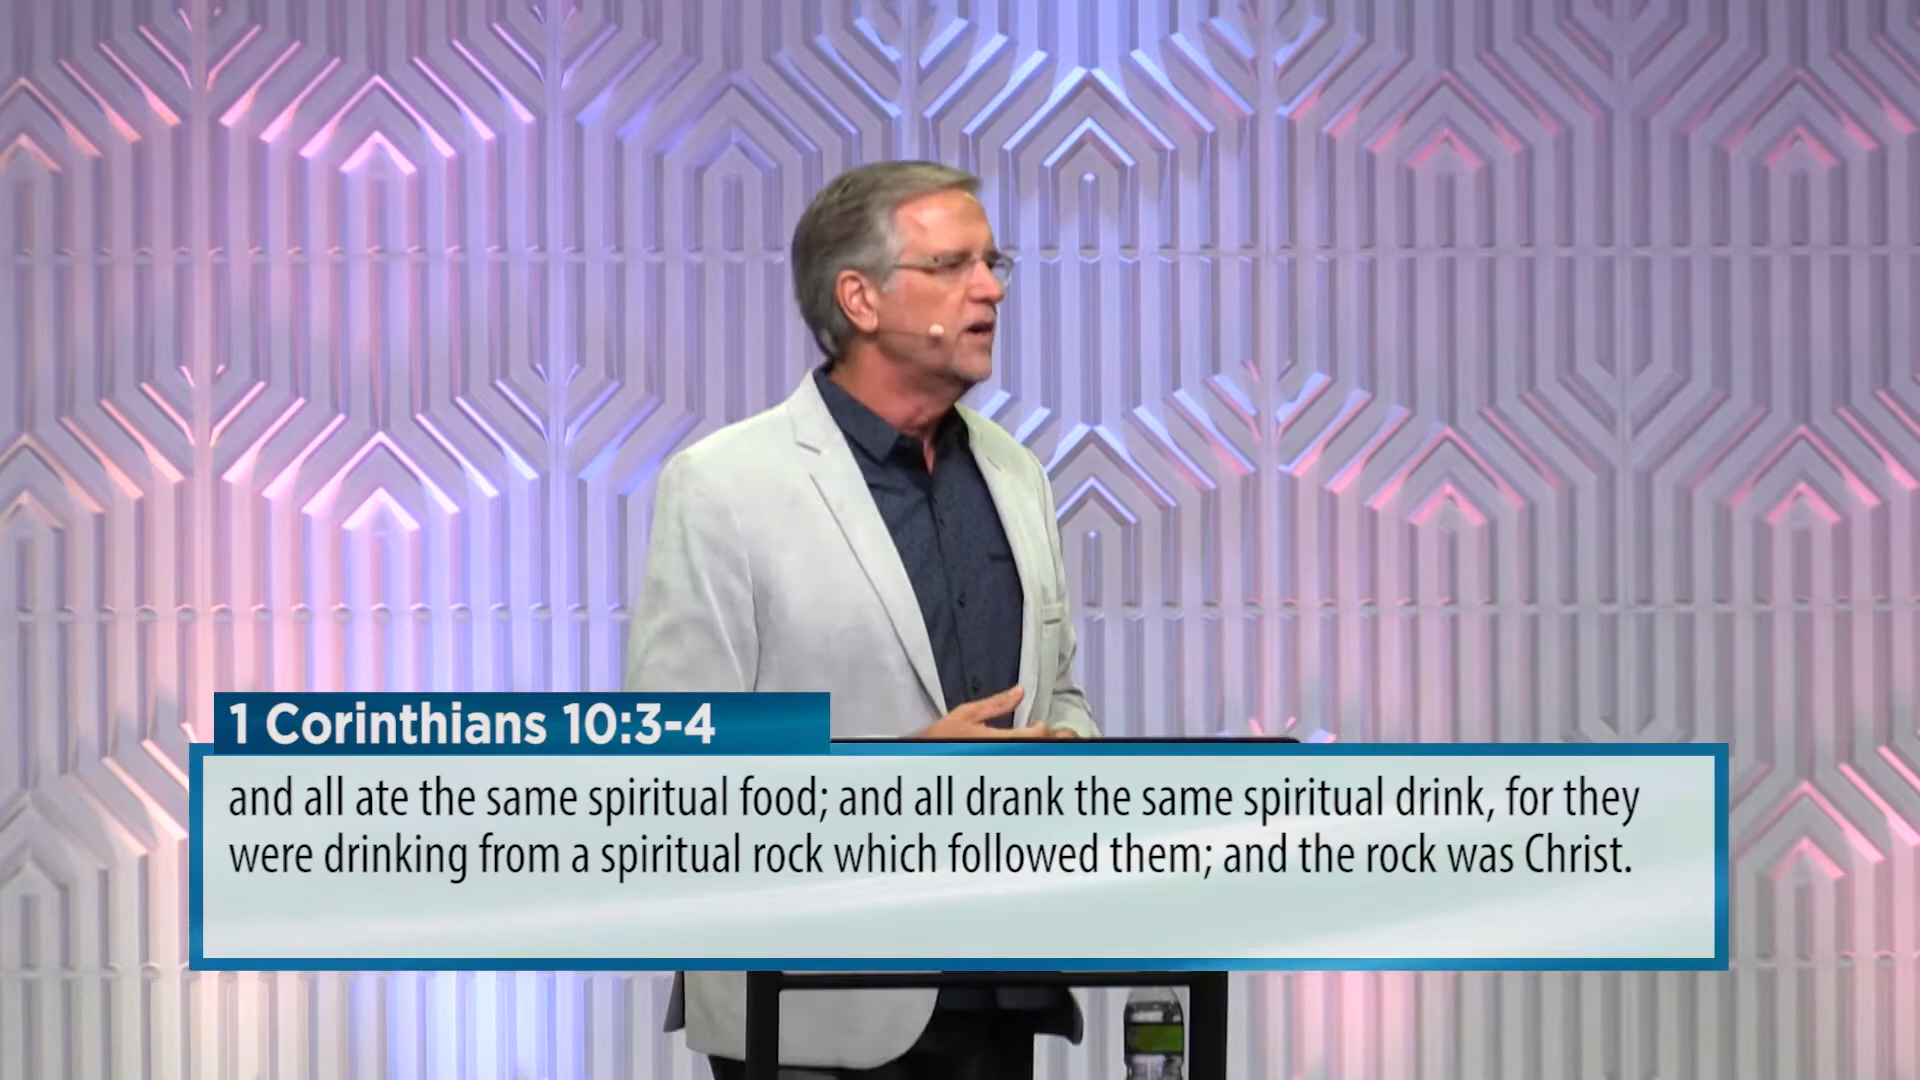 1 Corinthians 10:3-4
and all ate the same spiritual food; and all drank the same spiritual drink, for they
were drinking from a spiritual rock which followed them; and the rock was Christ.